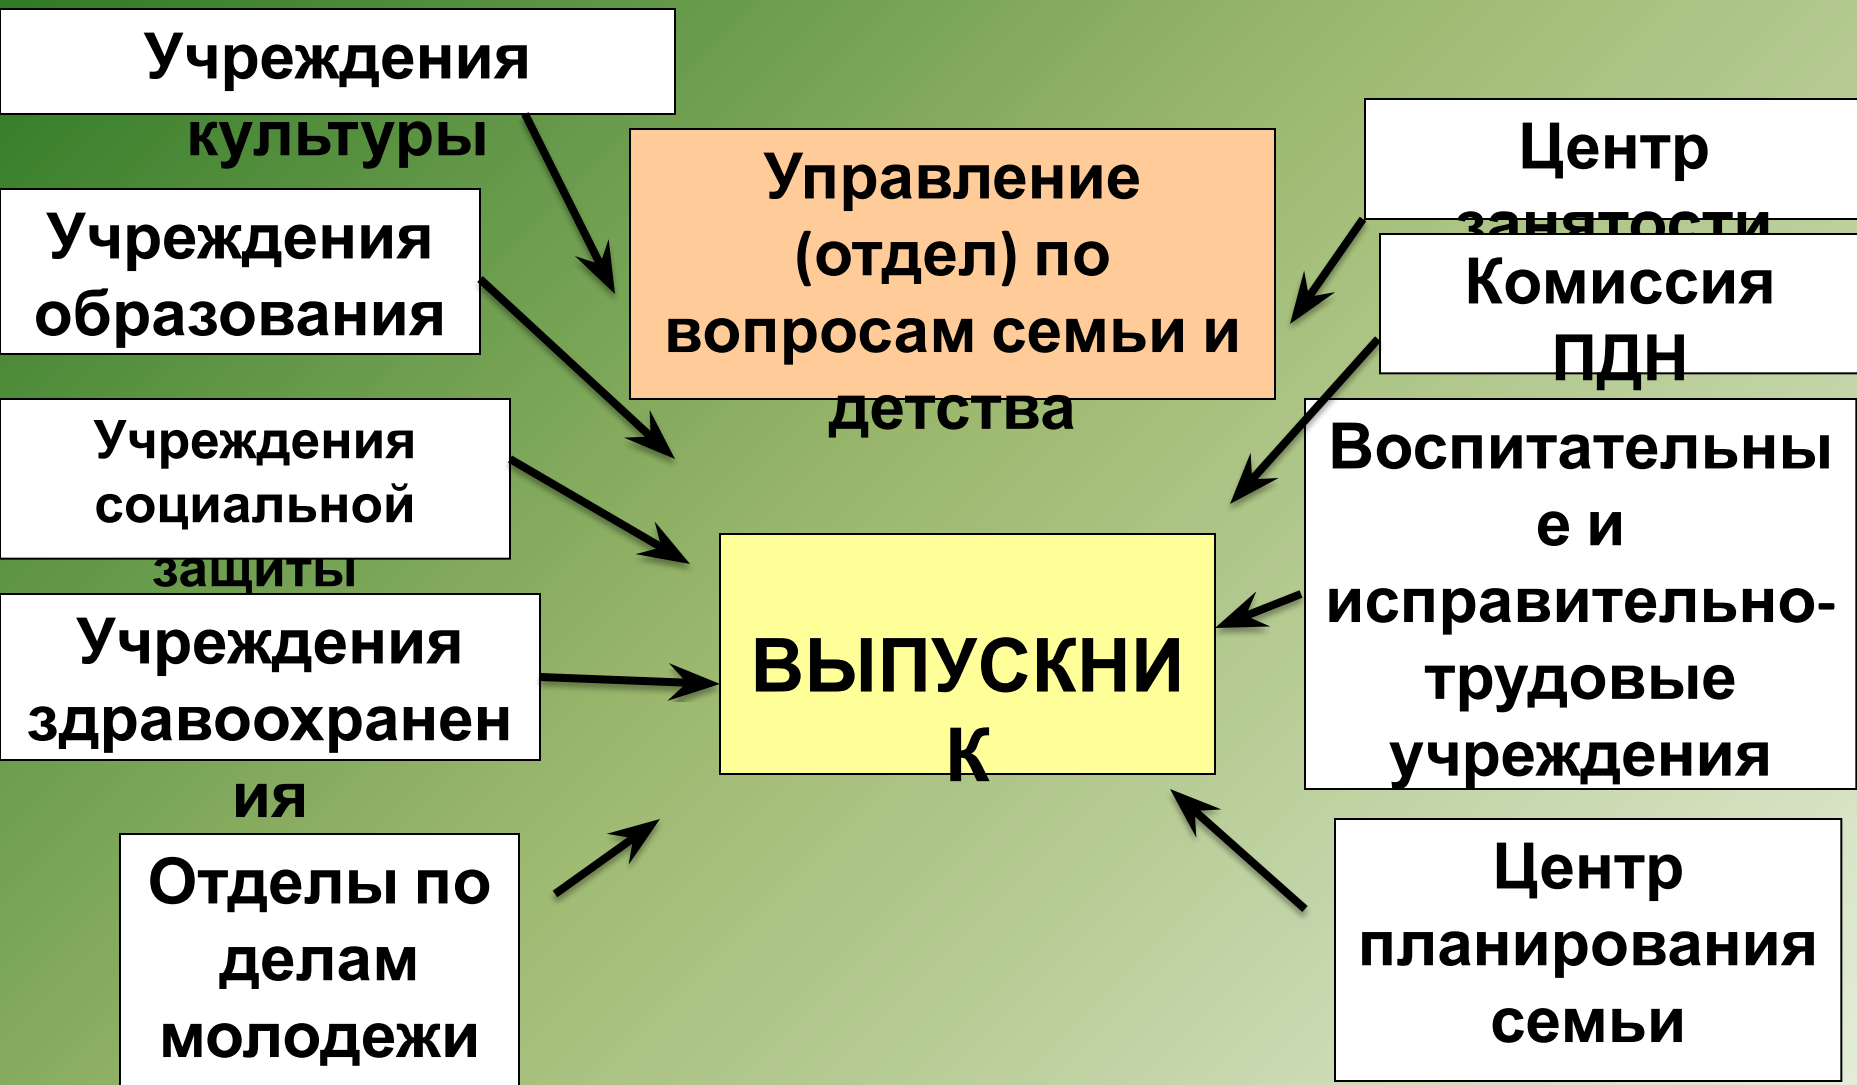 Учреждения
культуры
Учреждения
образования
Учреждения
социальной
защиты
Учреждения
здравоохранен
ия
Отделы по
делам
молодежи
Управление
(отдел) по
вопросам семьи и
детства
ВЫПУСКНИ
К
Центр
занятости
Комиссия
ПДН
Воспитательны
е и
исправительно-
трудовые
учреждения
Центр
планирования
семьи